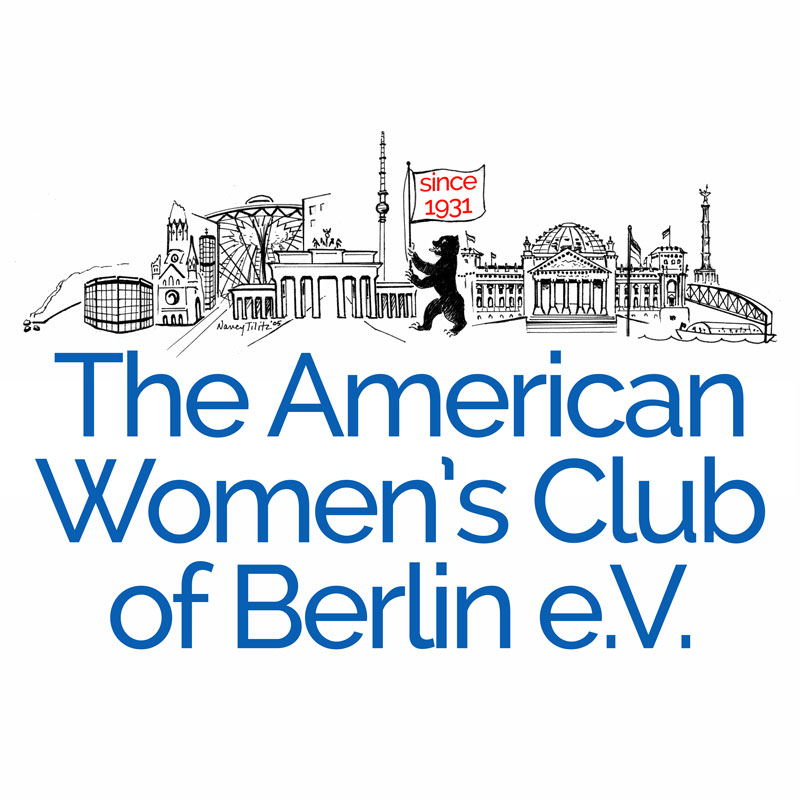 since
1931
Nancy Tilitz '05
The American
Women's Club
of Berlin e.V.